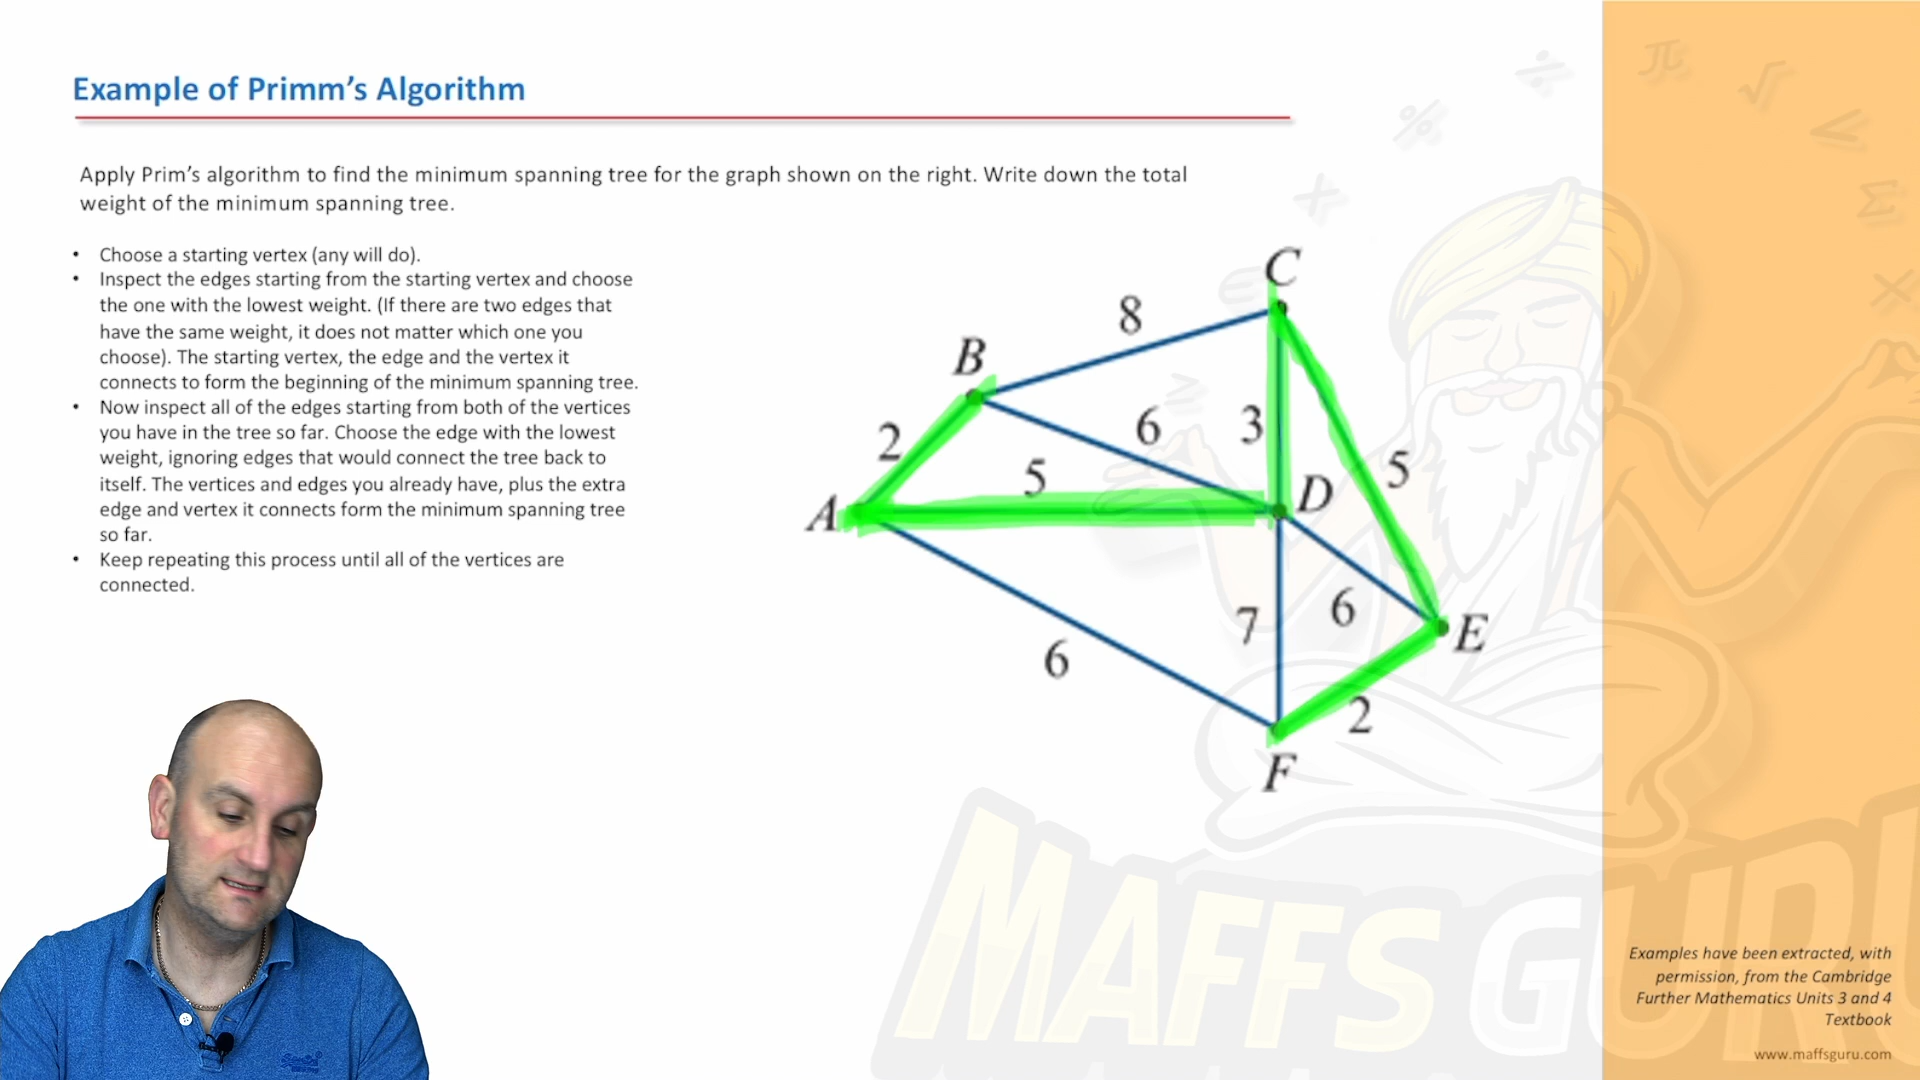 Example of Primm's Algorithm
Apply Prim's algorithm to find the minimum spanning tree for the graph shown on the right. Write down the total
weight of the minimum spanning tree.
• Choose a starting vertex (any will do).
• Inspect the edges starting from the starting vertex and choose
the one with the lowest weight. (If there are two edges that
have the same weight, it does not matter which one you
choose). The starting vertex, the edge and the vertex it
connects to form the beginning of the minimum spanning tree.
• Now inspect all of the edges starting from both of the vertices
you have in the tree so far. Choose the edge with the lowest
weight, ignoring edges that would connect the tree back to
itself. The vertices and edges you already have, plus the extra
edge and vertex it connects form the minimum spanning tree
so far.
• Keep repeating this process until all of the vertices are
connected.
C
8
B
2
6
3
5
5
A
D
7
6
E
6
2
F
MAFFS GURU
Examples have been extracted, with
permission, from the Cambridge
Further Mathematics Units 3 and 4
Textbook
www.maffsguru.com